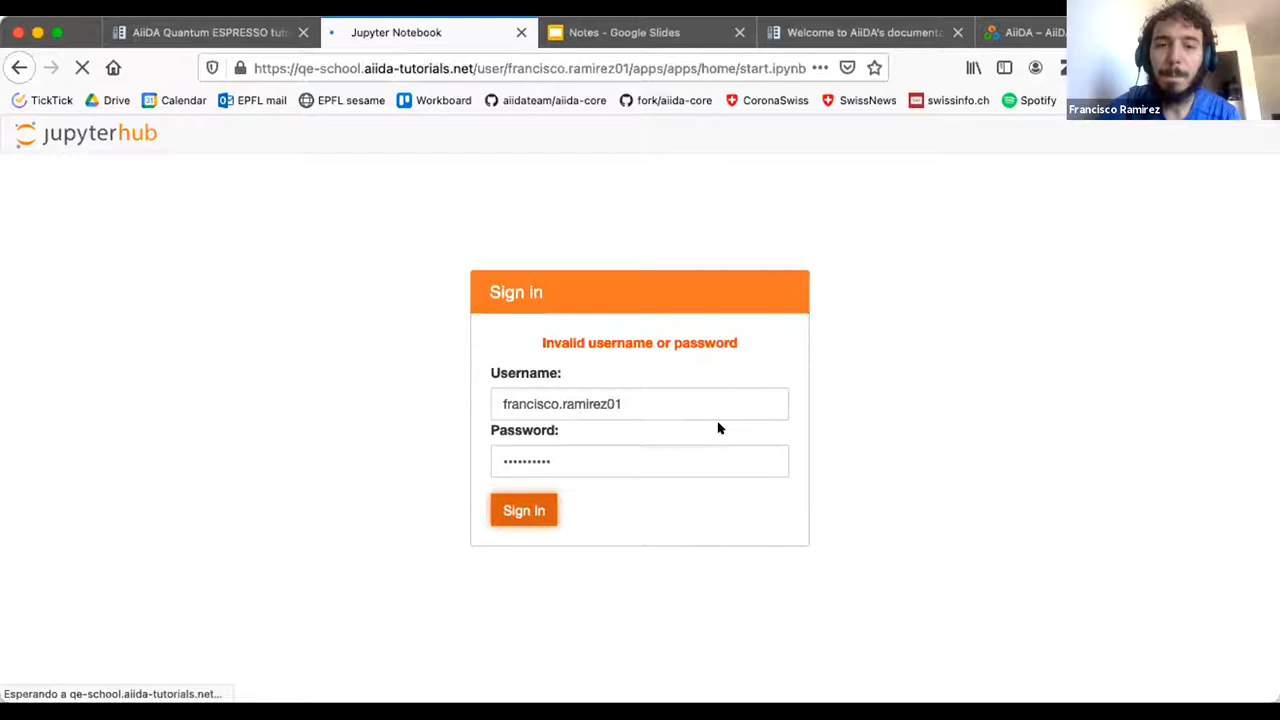 AiiDA Quantum ESPRESSO tut
Jupyter Notebook
Notes - Google Slides
Welcome to AiiDA's document
AiiDA – AiiD
https://qe-school.aiida-tutorials.net/user/francisco.ramirez01/apps/apps/home/start.ipynb
TickTick
Drive
Calendar
EPFL mail
EPFL sesame
Workboard
aiidateam/aiida-core
fork/aiida-core
CoronaSwiss
SwissNews
swissinfo.ch
Spotify
Francisco Ramirez
jupyterhub
Sign in
Invalid username or password
Username:
francisco.ramirez01
Password:
Sign In
Esperando a qe-school.aiida-tutorials.net...